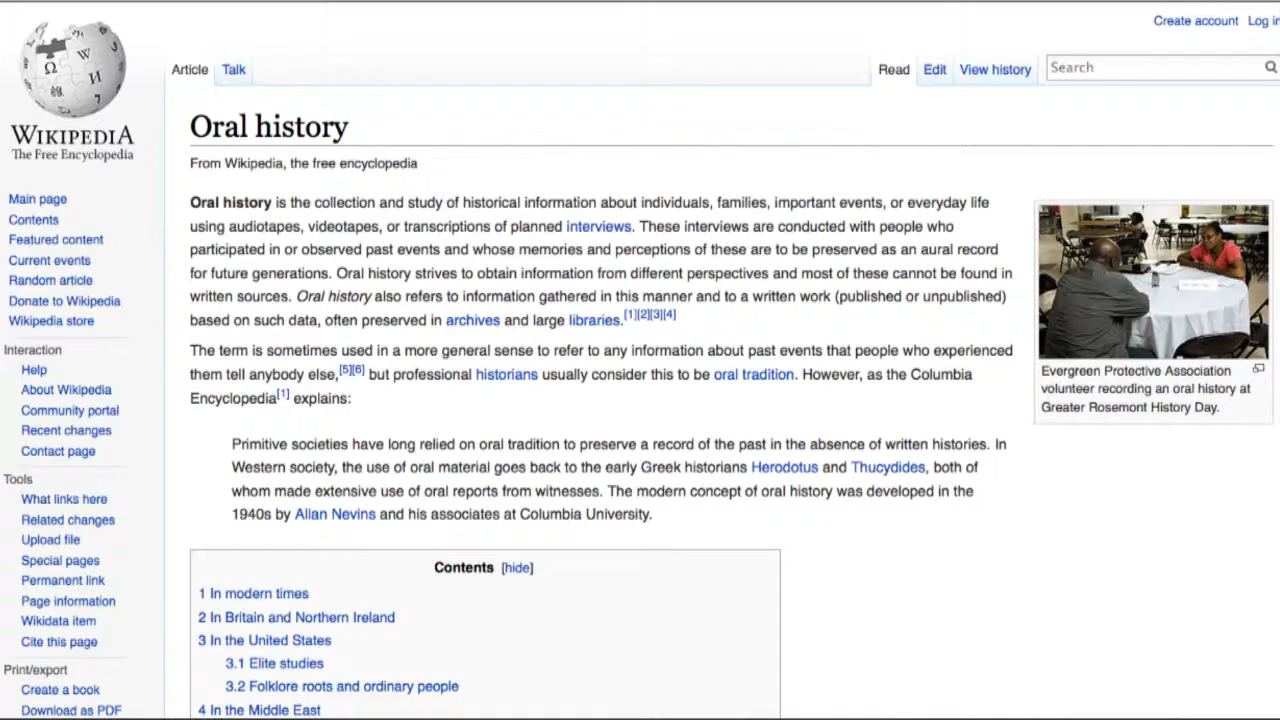 Create account Log in
Article Talk Read Edit View history Search
WIKIPEDIA
The Free Encyclopedia
Main page
Contents
Featured content
Current events
Random article
Donate to Wikipedia
Wikipedia store
Interaction
Help
About Wikipedia
Community portal
Recent changes
Contact page
Tools
What links here
Related changes
Upload file
Special pages
Permanent link
Page information
Wikidata item
Cite this page
Print/export
Create a book
Download as PDF
Oral history
From Wikipedia, the free encyclopedia
Oral history is the collection and study of historical information about individuals, families, important events, or everyday life
using audiotapes, videotapes, or transcriptions of planned interviews. These interviews are conducted with people who
participated in or observed past events and whose memories and perceptions of these are to be preserved as an aural record
for future generations. Oral history strives to obtain information from different perspectives and most of these cannot be found in
written sources. Oral history also refers to information gathered in this manner and to a written work (published or unpublished)
based on such data, often preserved in archives and large libraries.[1][2][3][4]
The term is sometimes used in a more general sense to refer to any information about past events that people who experienced
them tell anybody else,[5][6] but professional historians usually consider this to be oral tradition. However, as the Columbia
Encyclopedia[1] explains:
Primitive societies have long relied on oral tradition to preserve a record of the past in the absence of written histories. In
Western society, the use of oral material goes back to the early Greek historians Herodotus and Thucydides, both of
whom made extensive use of oral reports from witnesses. The modern concept of oral history was developed in the
1940s by Allan Nevins and his associates at Columbia University.
Evergreen Protective Association
volunteer recording an oral history at
Greater Rosemont History Day.
Contents [hide]
1 In modern times
2 In Britain and Northern Ireland
3 In the United States
3.1 Elite studies
3.2 Folklore roots and ordinary people
4 In the Middle East